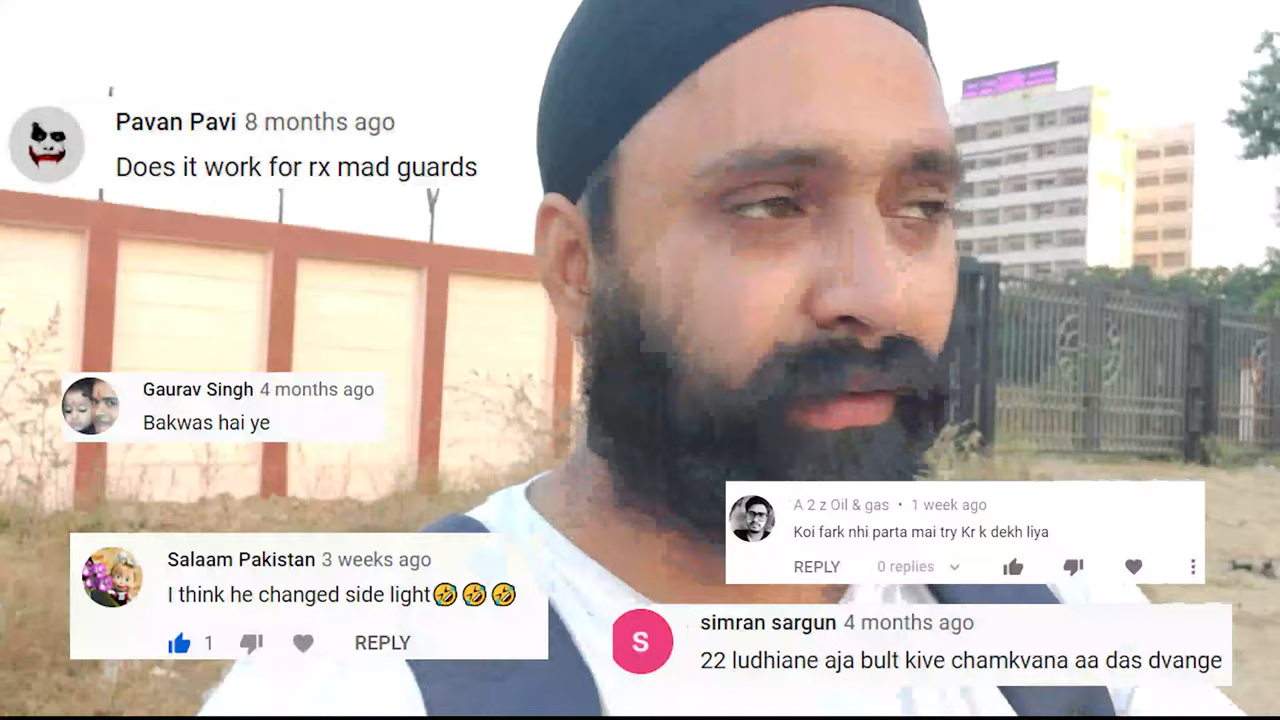 Pavan Pavi 8 months ago
Does it work for rx mad guards
Gaurav Singh 4 months ago
Bakwas hai ye
A 2 z Oil & gas • 1 week ago
Koi fark nhi parta mai try Kr k dekh liya
REPLY 0 replies
Salaam Pakistan 3 weeks ago
I think he changed side light🤣🤣🤣
1 REPLY
S
simran sargun 4 months ago
22 ludhiane aja bult kive chamkvana aa das dvange